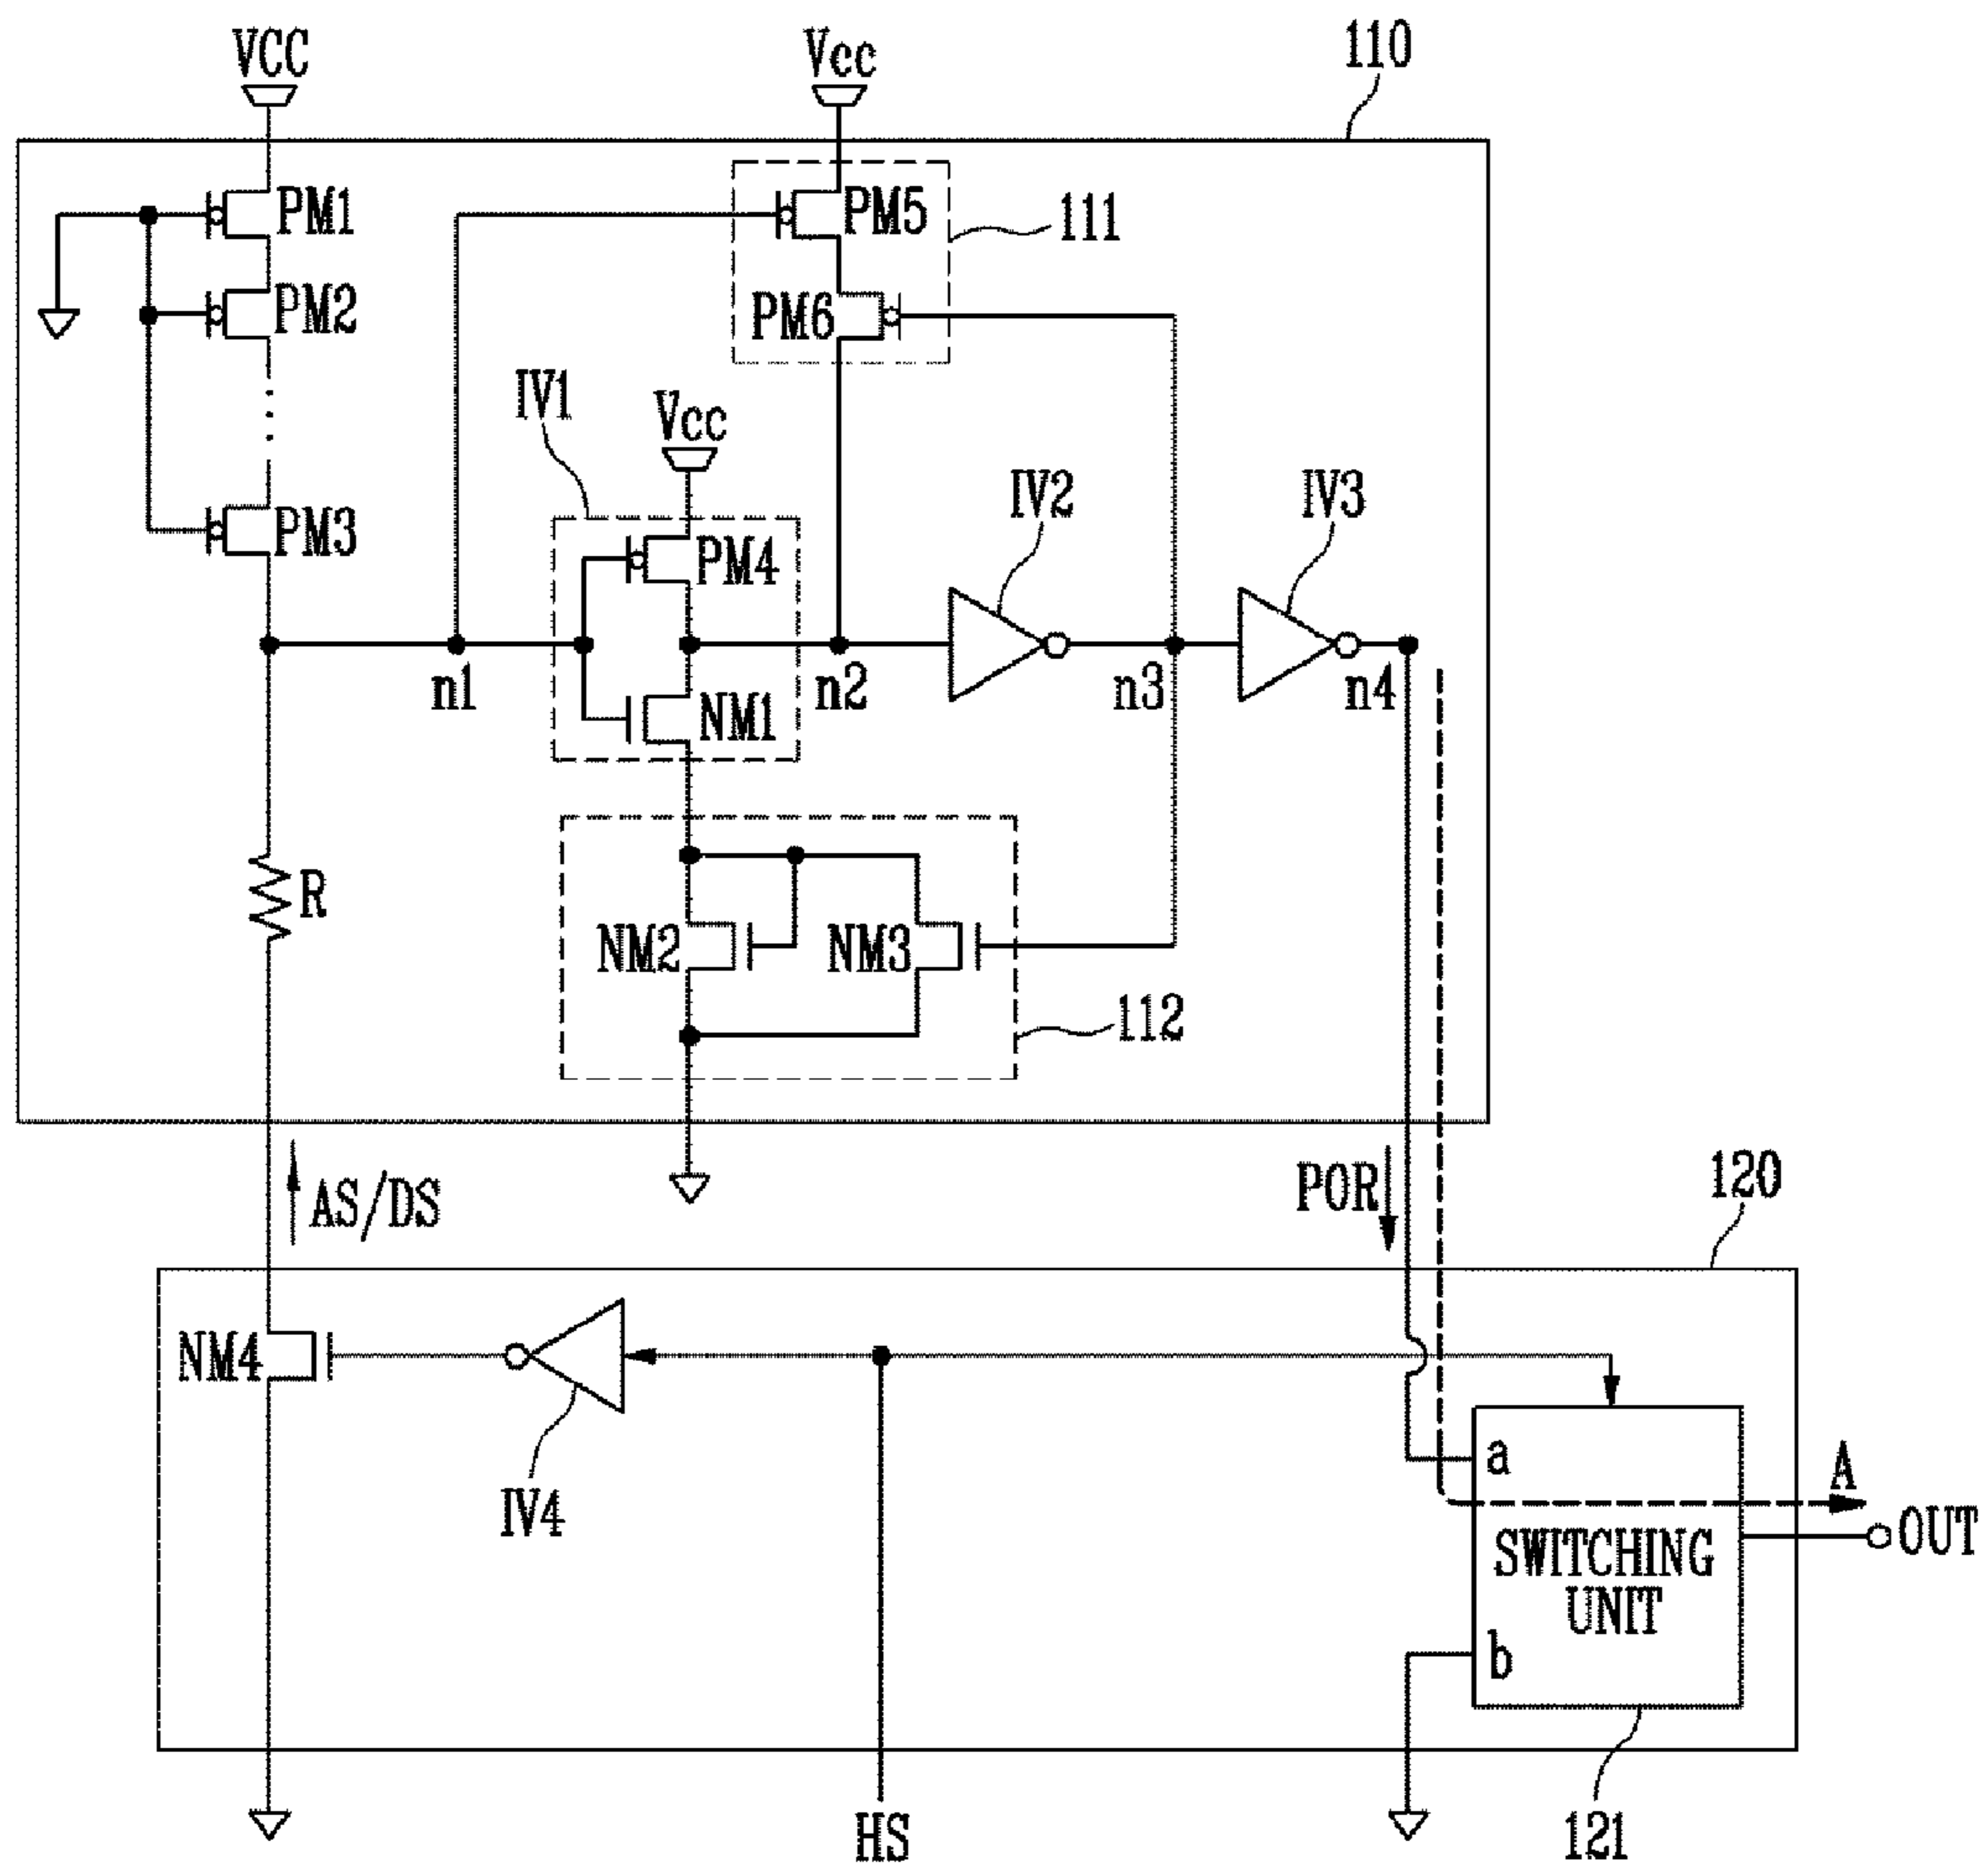 VCC
Vcc
110
PM1
PM5
111
PM2
PM6
IV1
Vcc
IV2
IV3
PM3
PM4
n1
n2
n3
n4
NM1
R
NM2
NM3
112
AS/DS
POR
120
NM4
IV4
a
A
OUT
SWITCHING
UNIT
b
HS
121